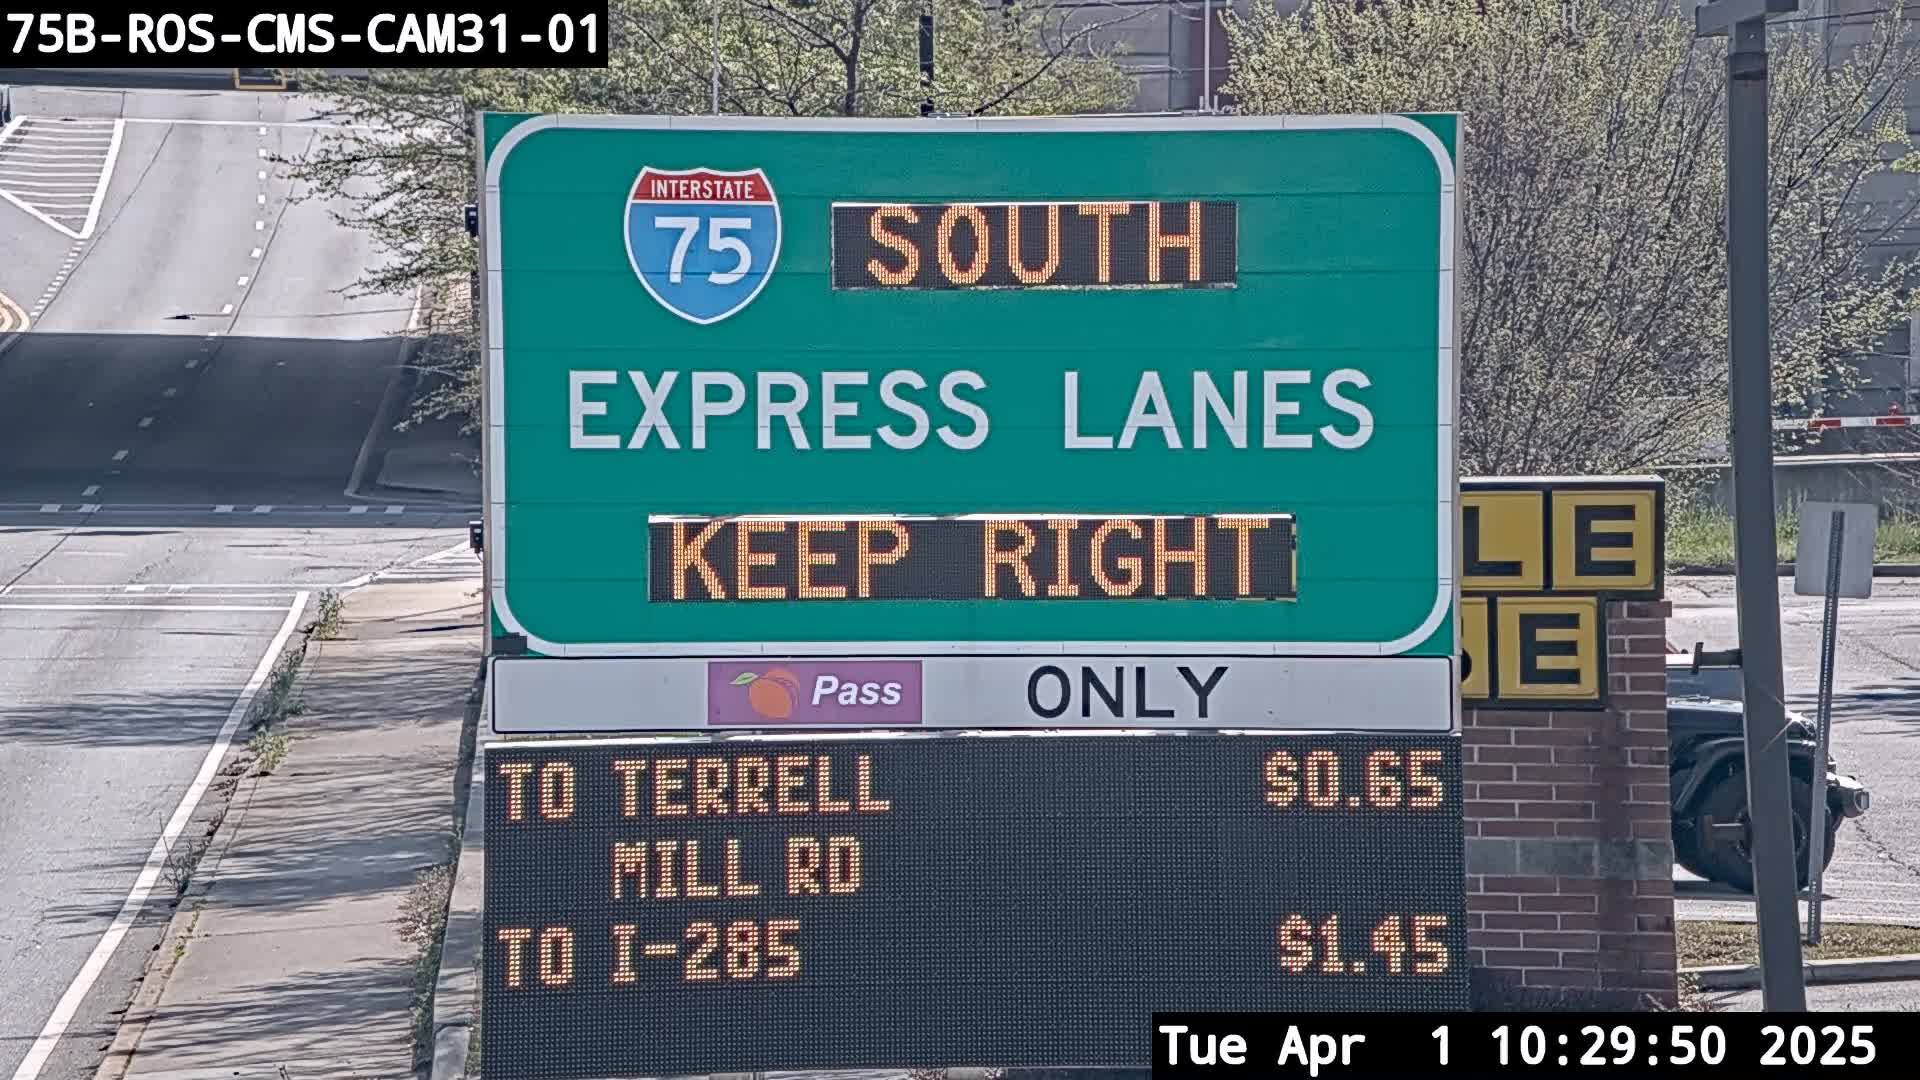 75B-ROS-CMS-CAM31-01
INTERSTATE
75
SOUTH
EXPRESS LANES
KEEP RIGHT
Pass ONLY
TO TERRELL $0.65
MILL RD
TO I-285 $1.45
LE
E
Tue Apr 1 10:29:50 2025